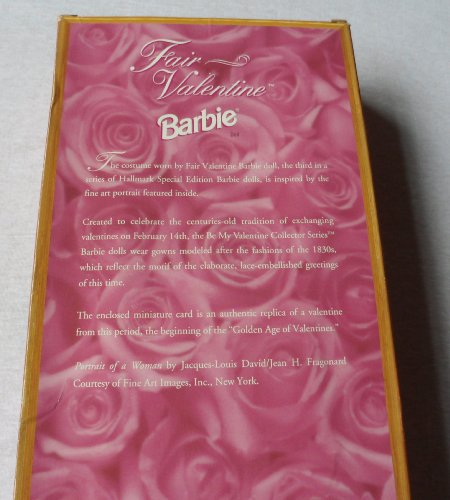 Fair
Valentine™
Barbie®
Doll
The costume worn by Fair Valentine Barbie doll, the third in a
series of Hallmark Special Edition Barbie dolls, is inspired by the
fine art portrait featured inside.
Created to celebrate the centuries-old tradition of exchanging
valentines on February 14th, the Be My Valentine Collector Series™
Barbie dolls wear gowns modeled after the fashions of the 1830s,
which reflect the motif of the elaborate, lace-embellished greetings
of this time.
The enclosed miniature card is an authentic replica of a valentine
from this period, the beginning of the "Golden Age of Valentines."
Portrait of a Woman by Jacques-Louis David/Jean H. Fragonard
Courtesy of Fine Art Images, Inc., New York.